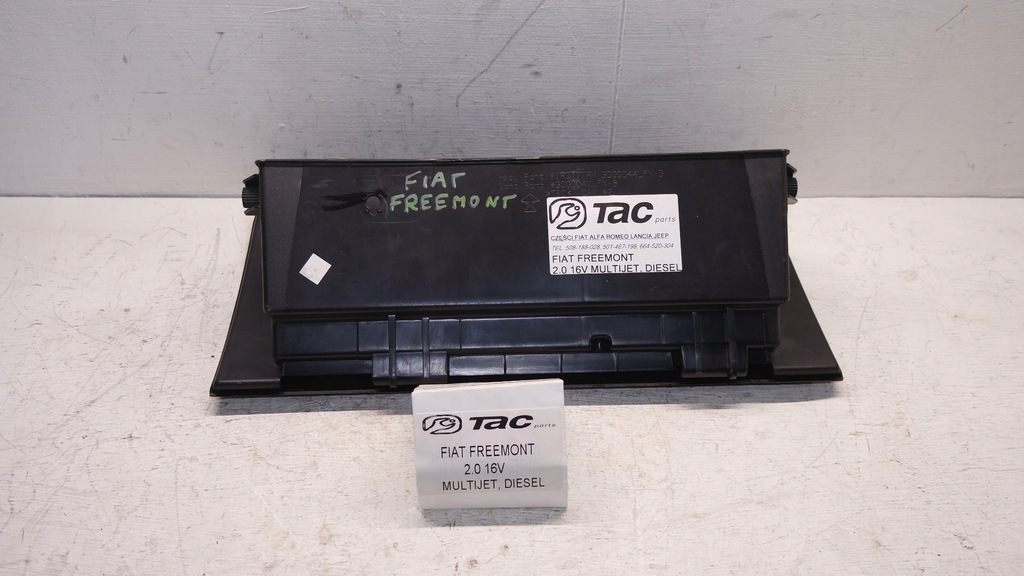 FIAT
FREEMONT
TAC parts
CZĘŚCI FIAT ALFA ROMEO LANCIA JEEP
TEL. 508-188-028, 501-467-198, 664-520-304
FIAT FREEMONT
2.0 16V MULTIJET, DIESEL
TAC parts
FIAT FREEMONT
2.0 16V
MULTIJET, DIESEL